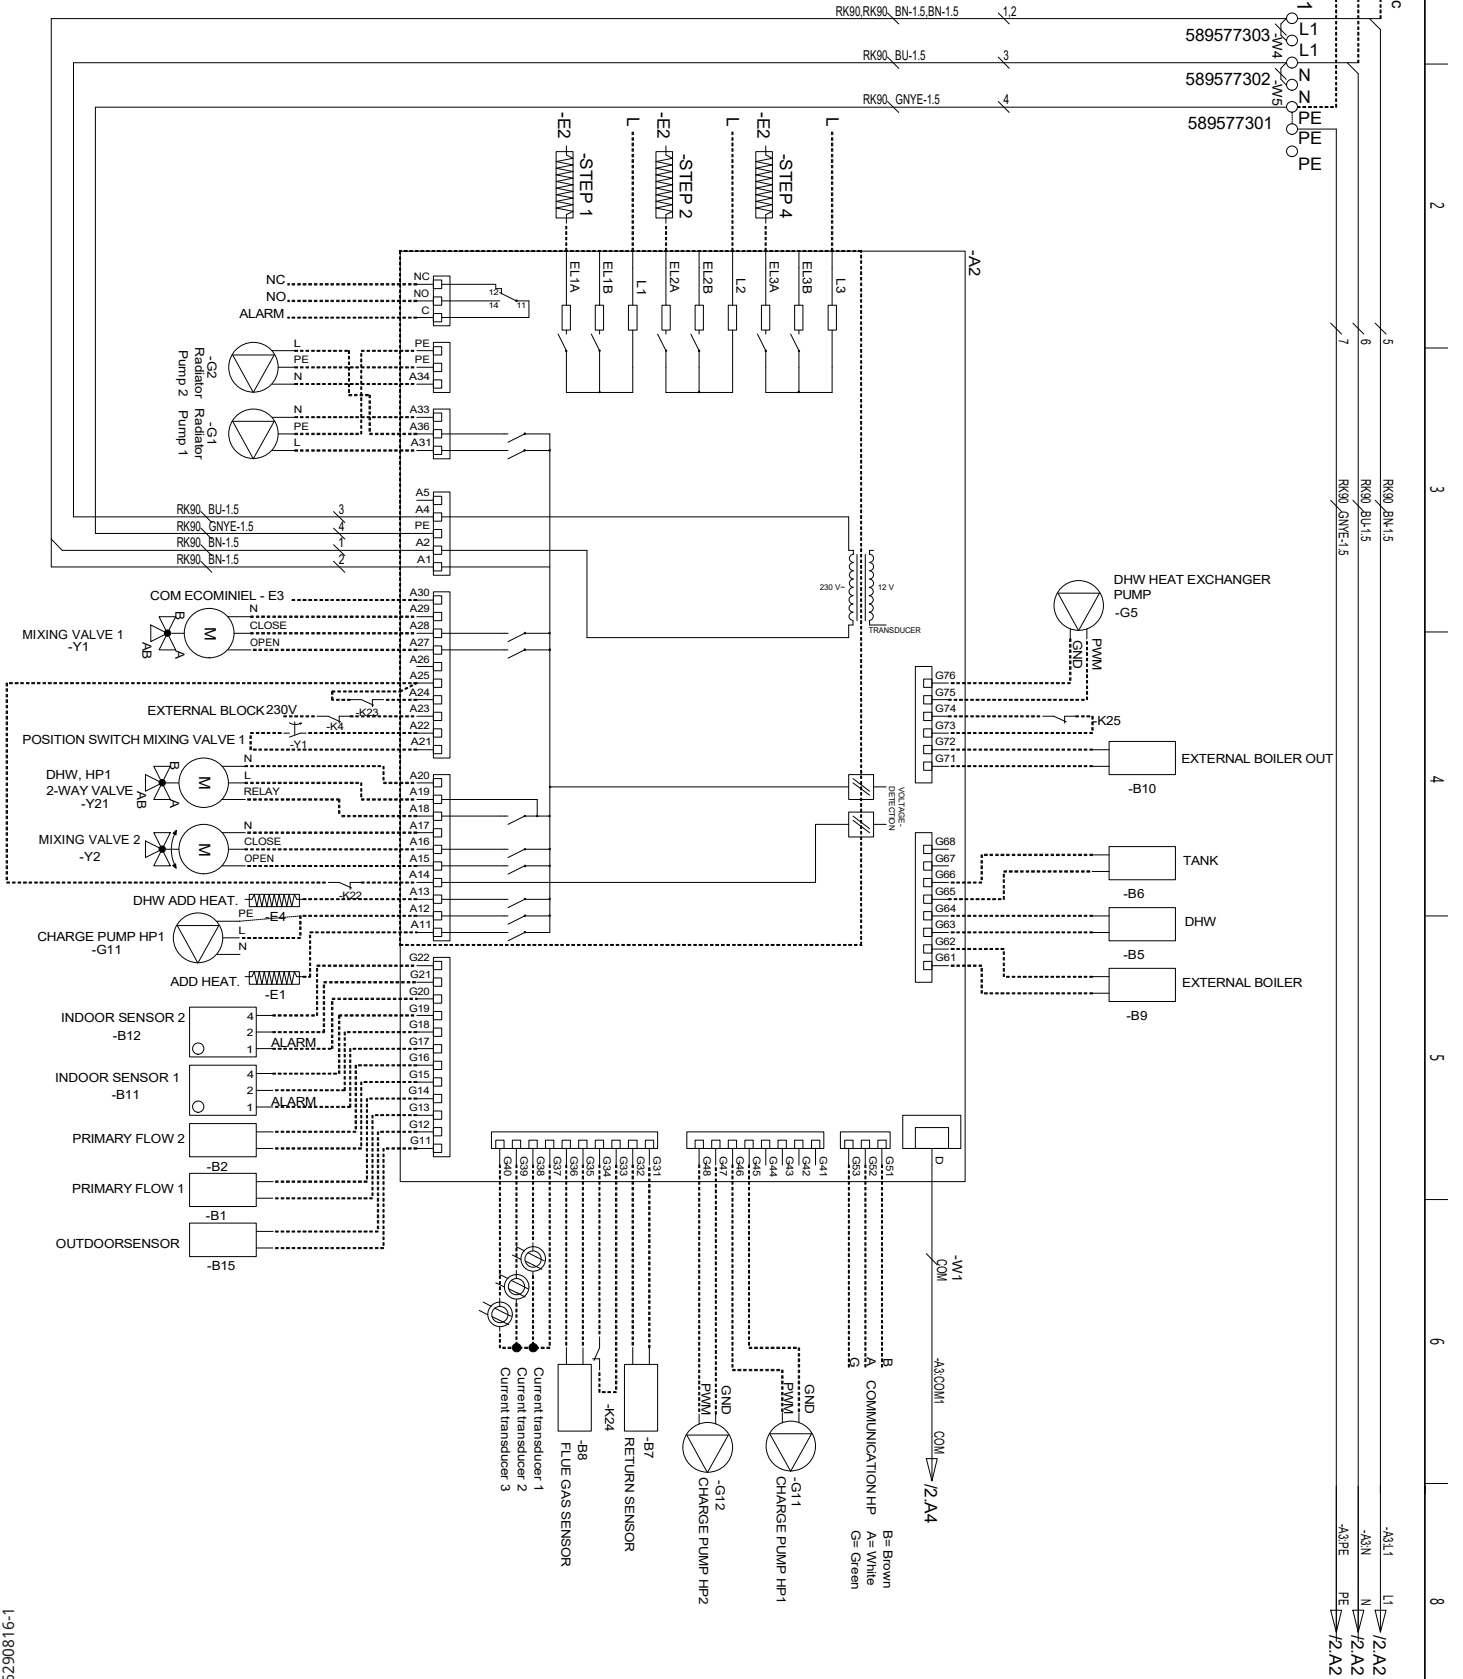 RK90,RK90 BN-1.5,BN-1.5 1,2
RK90 BU-1.5 3
RK90 GNYE-1.5 4
1
c
589577303
-W4
L1
L1
589577302
-W5
N
N
589577301
PE
PE
PE
2
3
4
5
6
8
-E2
-STEP 1
L
-E2
-STEP 2
L
-E2
-STEP 4
L
-A2
EL1A
EL1B
L1
EL2A
EL2B
L2
EL3A
EL3B
L3
NC
NO
ALARM
NC
NO
C
12
14
11
-G2
Radiator
Pump 2
L
PE
N
PE
PE
A34
-G1
Radiator
Pump 1
N
PE
L
A33
A36
A31
RK90 BU-1.5 3
RK90 GNYE-1.5 4
RK90 BN-1.5 1
RK90 BN-1.5 2
A5
A4
PE
A2
A1
230 V~
12 V
TRANSDUCER
COM ECOMINIEL - E3
MIXING VALVE 1
-Y1
B
A
AB
M
N
CLOSE
OPEN
A30
A29
A28
A27
A26
A25
A24
A23
A22
A21
EXTERNAL BLOCK 230V
-K23
-K4
POSITION SWITCH MIXING VALVE 1
-Y1
DHW, HP1
2-WAY VALVE
-Y21
B
A
AB
M
N
L
RELAY
A20
A19
A18
A17
A16
A15
A14
A13
A12
A11
MIXING VALVE 2
-Y2
M
N
CLOSE
OPEN
-K22
DHW ADD HEAT.
-E4
CHARGE PUMP HP1
-G11
PE
L
N
ADD HEAT.
-E1
VOLTAGE-
DETECTION
G22
G21
G20
G19
G18
G17
G16
G15
G14
G13
G12
G11
INDOOR SENSOR 2
-B12
4
2
1
ALARM
INDOOR SENSOR 1
-B11
4
2
1
ALARM
PRIMARY FLOW 2
-B2
PRIMARY FLOW 1
-B1
OUTDOORSENSOR
-B15
DHW HEAT EXCHANGER
PUMP
-G5
PWM
GND
G76
G75
G74
G73
G72
G71
-K25
EXTERNAL BOILER OUT
-B10
G68
G67
G66
G65
G64
G63
G62
G61
TANK
-B6
DHW
-B5
EXTERNAL BOILER
-B9
G40
G39
G38
G37
G36
G35
G34
G33
G32
G31
G48
G47
G46
G45
G44
G43
G42
G41
G53
G52
G51
D
Current transducer 1
Current transducer 2
Current transducer 3
-B8
FLUE GAS SENSOR
-K24
-B7
RETURN SENSOR
GND
PWM
-G12
CHARGE PUMP HP2
GND
PWM
-G11
CHARGE PUMP HP1
B
A
G
COMMUNICATION HP
B= Brown
A= White
G= Green
-W1
COM
-A3:COM1
COM
/2.A4
5
6
7
RK90 BN-1.5
RK90 BU-1.5
RK90 GNYE-1.5
-A3:L1
-A3:N
-A3:PE
L1
N
PE
/2.A2
/2.A2
/2.A2
6290816-1